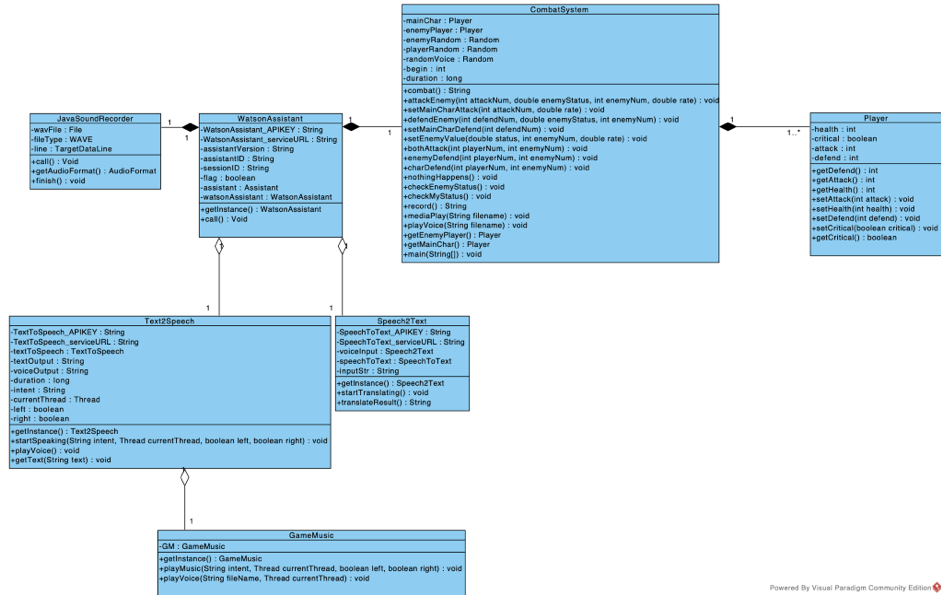 CombatSystem
-mainChar : Player
-enemyPlayer : Player
-enemyRandom : Random
-playerRandom : Random
-randomVoice : Random
-begin : int
-duration : long
+combat() : String
+attackEnemy(int attackNum, double enemyStatus, int enemyNum, double rate) : void
+setMainCharAttack(int attackNum, double rate) : void
+defendEnemy(int defendNum, double enemyStatus, int enemyNum) : void
+setMainCharDefend(int defendNum) : void
+setEnemyValue(double status, int enemyNum, double rate) : void
+bothAttack(int playerNum, int enemyNum) : void
+enemyDefend(int playerNum, int enemyNum) : void
+charDefend(int playerNum, int enemyNum) : void
+nothingHappens() : void
+checkEnemyStatus() : void
+checkMyStatus() : void
+record() : String
+mediaPlay(String filename) : void
+playVoice(String filename) : void
+getEnemyPlayer() : Player
+getMainChar() : Player
+main(String[]) : void
JavaSoundRecorder
-wavFile : File
-fileType : WAVE
-line : TargetDataLine
+call() : Void
+getAudioFormat() : AudioFormat
+finish() : void
1
1
WatsonAssistant
-WatsonAssistant_APIKEY : String
-WatsonAssistant_serviceURL : String
-assistantVersion : String
-assistantID : String
-sessionID : String
-flag : boolean
-assistant : Assistant
-watsonAssistant : WatsonAssistant
+getInstance() : WatsonAssistant
+call() : Void
1
1
1
1..*
Player
-health : int
-critical : boolean
-attack : int
-defend : int
+getDefend() : int
+getAttack() : int
+getHealth() : int
+setAttack(int attack) : void
+setHealth(int health) : void
+setDefend(int defend) : void
+setCritical(boolean critical) : void
+getCritical() : boolean
1
1
1
1
Text2Speech
-TextToSpeech_APIKEY : String
-TextToSpeech_serviceURL : String
-textToSpeech : TextToSpeech
-textOutput : String
-voiceOutput : String
-duration : long
-intent : String
-currentThread : Thread
-left : boolean
-right : boolean
+getInstance() : Text2Speech
+startSpeaking(String intent, Thread currentThread, boolean left, boolean right) : void
+playVoice() : void
+getText(String text) : void
Speech2Text
-SpeechToText_APIKEY : String
-SpeechToText_serviceURL : String
-voiceInput : Speech2Text
-speechToText : SpeechToText
-inputStr : String
+getInstance() : Speech2Text
+startTranslating() : void
+translateResult() : String
1
GameMusic
-GM : GameMusic
+getInstance() : GameMusic
+playMusic(String intent, Thread currentThread, boolean left, boolean right) : void
+playVoice(String fileName, Thread currentThread) : void
Powered By Visual Paradigm Community Edition